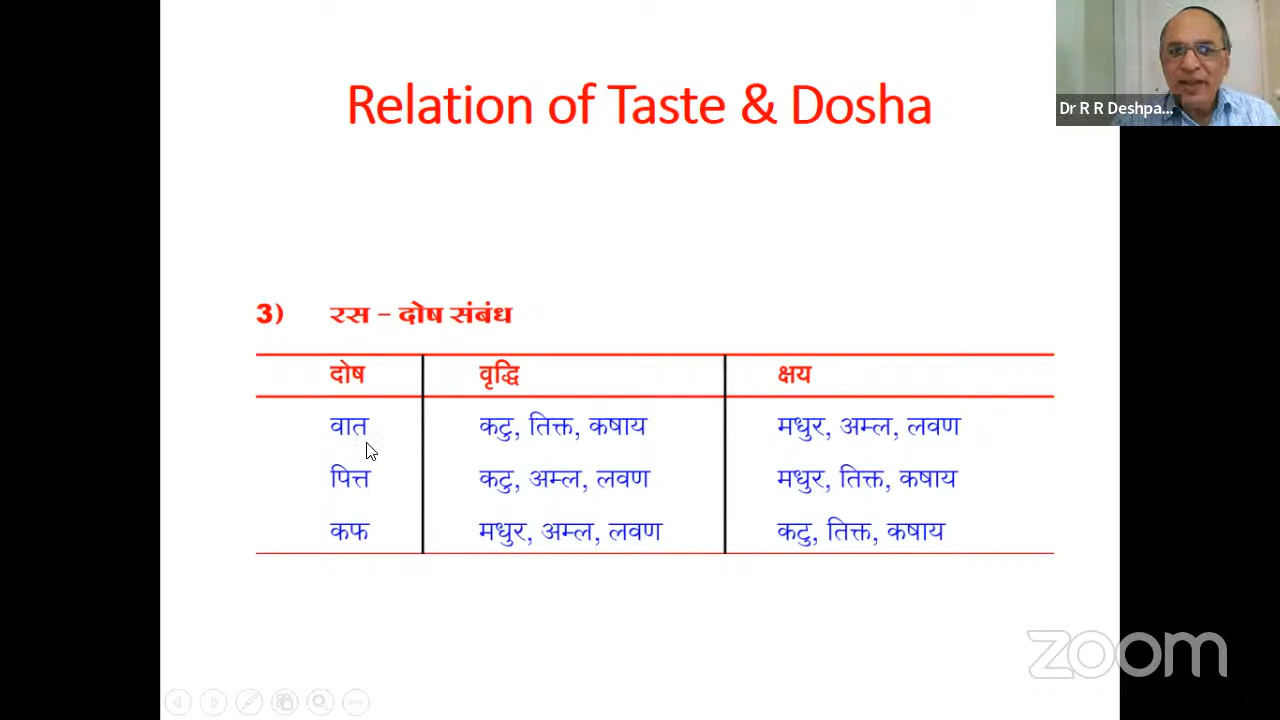 Relation of Taste & Dosha
Dr R R Deshpa...
3) रस - दोष संबंध
दोष वृद्धि क्षय
वात कटु, तिक्त, कषाय मधुर, अम्ल, लवण
पित्त कटु, अम्ल, लवण मधुर, तिक्त, कषाय
कफ मधुर, अम्ल, लवण कटु, तिक्त, कषाय
zoom